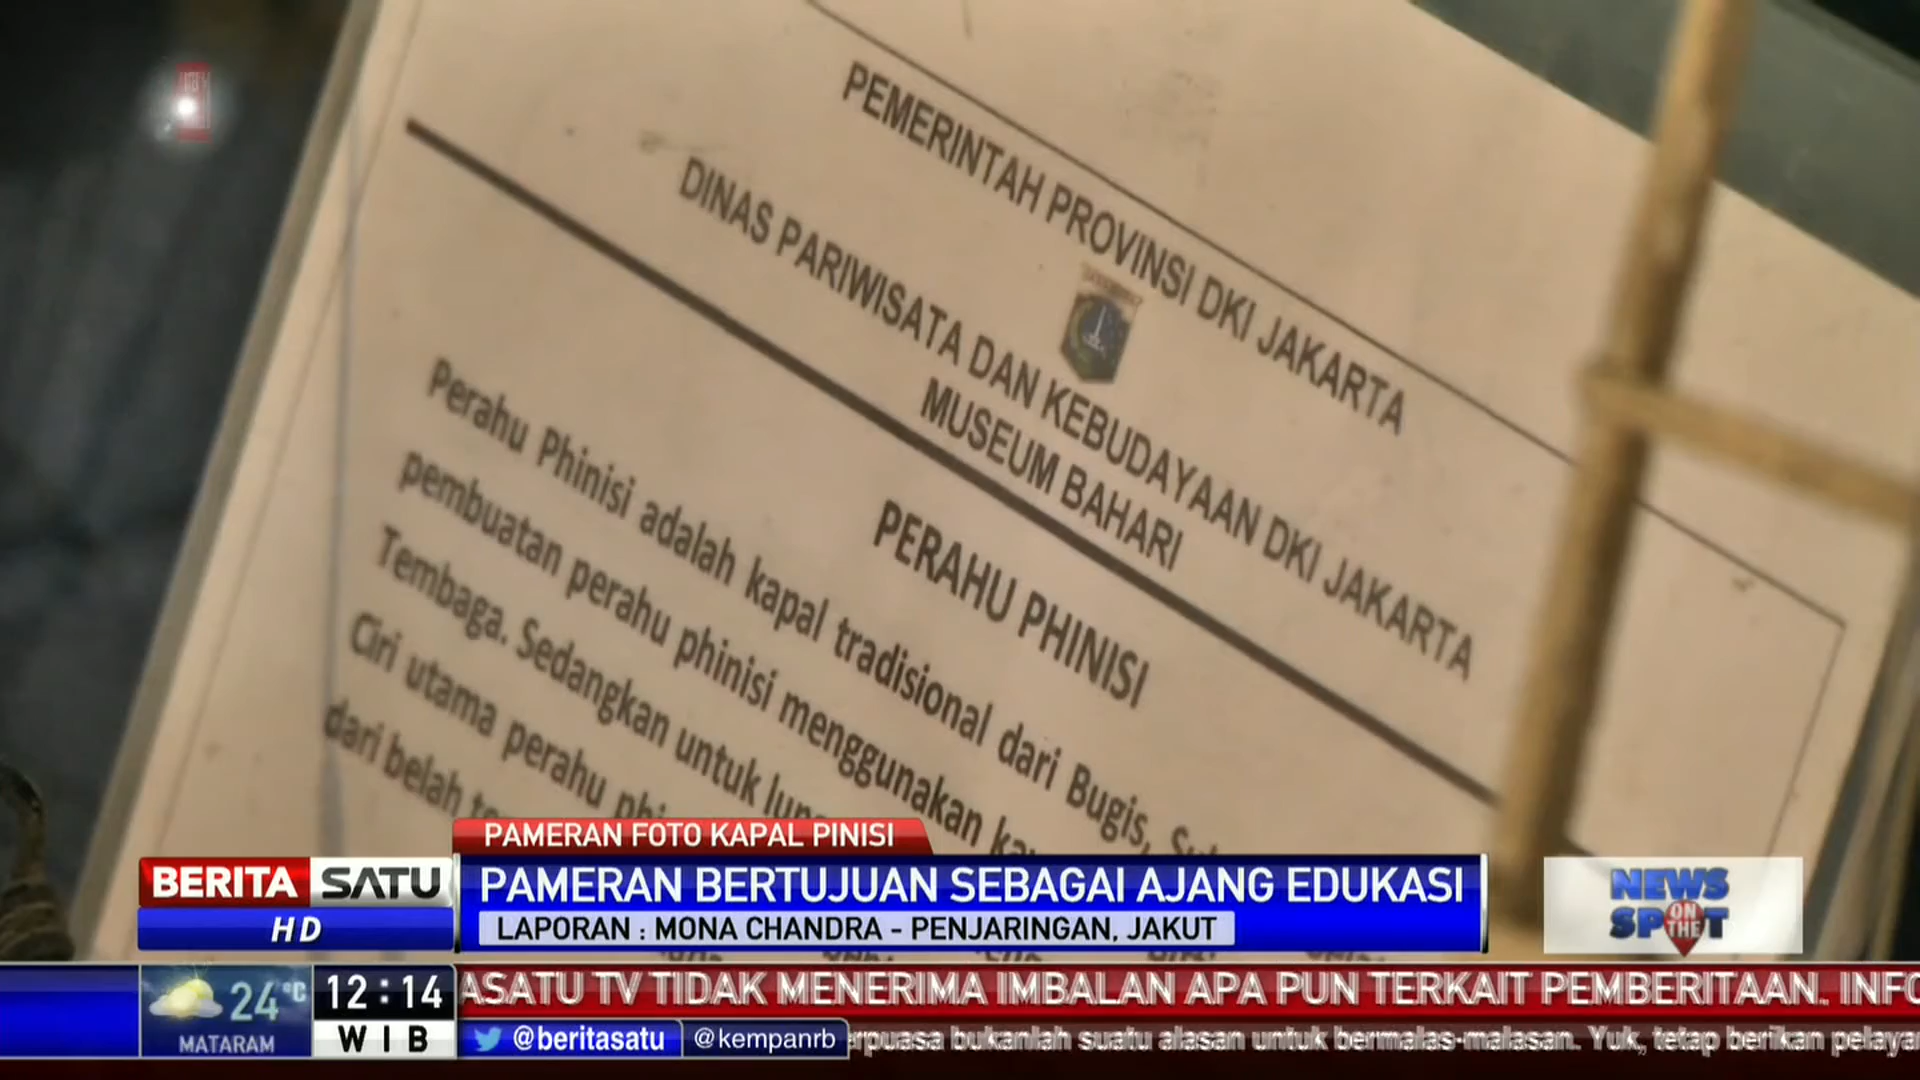 PEMERINTAH PROVINSI DKI JAKARTA
DINAS PARIWISATA DAN KEBUDAYAAN DKI JAKARTA
MUSEUM BAHARI
PERAHU PHINISI
Perahu Phinisi adalah kapal tradisional dari Bugis,
pembuatan perahu phinisi menggunakan
Tembaga. Sedangkan untuk
Ciri utama perahu
dari belah
PAMERAN FOTO KAPAL PINISI
BERITA SATU
HD
PAMERAN BERTUJUAN SEBAGAI AJANG EDUKASI
LAPORAN : MONA CHANDRA - PENJARINGAN, JAKUT
NEWS
ON THE
SPOT
24°C
MATARAM
12:14
WIB
ASATU TV TIDAK MENERIMA IMBALAN APA PUN TERKAIT PEMBERITAAN. INFO
@beritasatu
@kempanrb
erpuasa bukanlah suatu alasan untuk bermalas-malasan. Yuk, tetap berikan pelaya